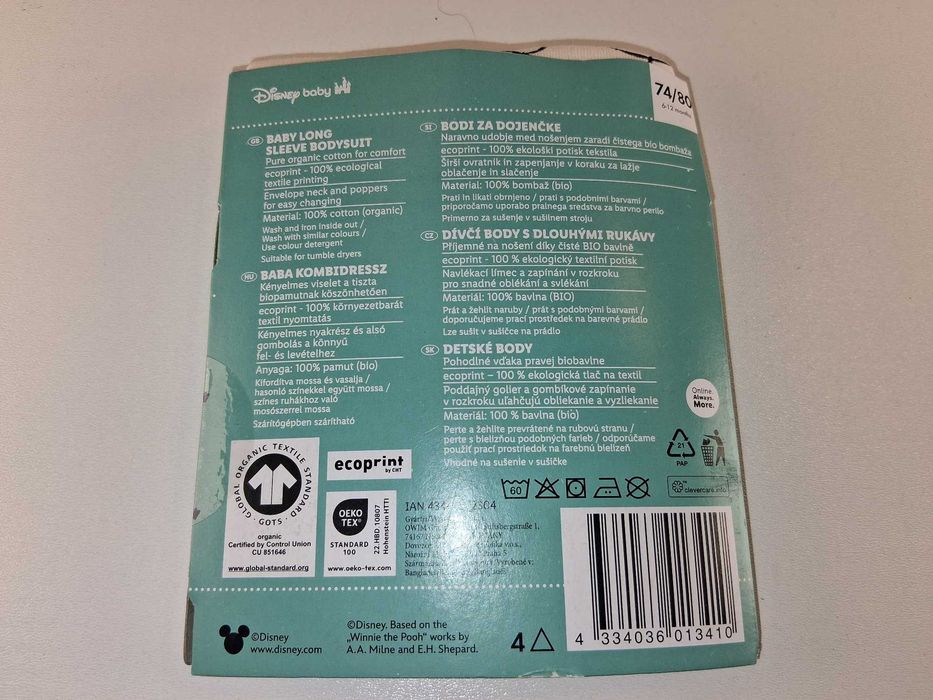 Disney baby
74/80
6-12 months
GB BABY LONG
SLEEVE BODYSUIT
Pure organic cotton for comfort
ecoprint - 100% ecological
textile printing
Envelope neck and poppers
for easy changing
Material: 100% cotton (organic)
Wash and Iron inside out /
Wash with similar colours /
Use colour detergent
Suitable for tumble dryers
HU BABA KOMBIDRESSZ
Kényelmes viselet a tiszta
biopamutnak köszönhetően
ecoprint - 100% környezetbarát
textil nyomtatás
Kényelmes nyakrész és alsó
gombolás a könnyű
fel- és levételhez
Anyaga: 100% pamut (bio)
Kifordítva mossa és vasalja /
hasonló színekkel együtt mossa /
színes ruhákhoz való
mosószerrel mossa
Szárítógépben szárítható
SI BODI ZA DOJENČKE
Naravno udobje med nošenjem zaradi čistega bio bombaža
ecoprint - 100% ekološki potisk tekstila
Širši ovratnik in zapenjanje v koraku za lažje
oblačenje in slačenje
Material: 100% bombaž (bio)
Prati in likati obrnjeno / prati s podobnimi barvami /
priporočamo uporabo pralnega sredstva za barvno perilo
Primerno za sušenje v sušilnem stroju
CZ DÍVČÍ BODY S DLOUHÝMI RUKÁVY
Příjemné na nošení díky čisté BIO bavlně
ecoprint - 100 % ekologický textilní potisk
Navlékací límec a zapínání v rozkroku
pro snadné oblékání a svlékání
Materiál: 100% bavlna (BIO)
Prát a žehlit naruby / prát s podobnými barvami /
doporučujeme prací prostředek na barevné prádlo
Lze sušit v sušičce na prádlo
SK DETSKÉ BODY
Pohodlné vďaka pravej biobavlne
ecoprint – 100 % ekologická tlač na textil
Poddajný golier a gombíkové zapínanie
v rozkroku uľahčujú obliekanie a vyzliekanie
Materiál: 100 % bavlna (bio)
Perte a žehlite prevrátené na rubovú stranu /
perte s bielizňou podobných farieb / odporúčame
použiť prací prostriedok na farebnú bielizeň
Vhodné na sušenie v sušičke
Online.
Always.
More.
21
PAP
60
clevercare.info
GLOBAL ORGANIC TEXTILE STANDARD
· GOTS ·
organic
Certified by Control Union
CU 851646
www.global-standard.org
ecoprint
by CHT
OEKO
TEX®
STANDARD
100
22.HBD.10807
Hohenstein HTTI
www.oeko-tex.com
IAN
©Disney
www.disney.com
©Disney. Based on the
„Winnie the Pooh" works by
A.A. Milne and E.H. Shepard.
4
4 334036 013410